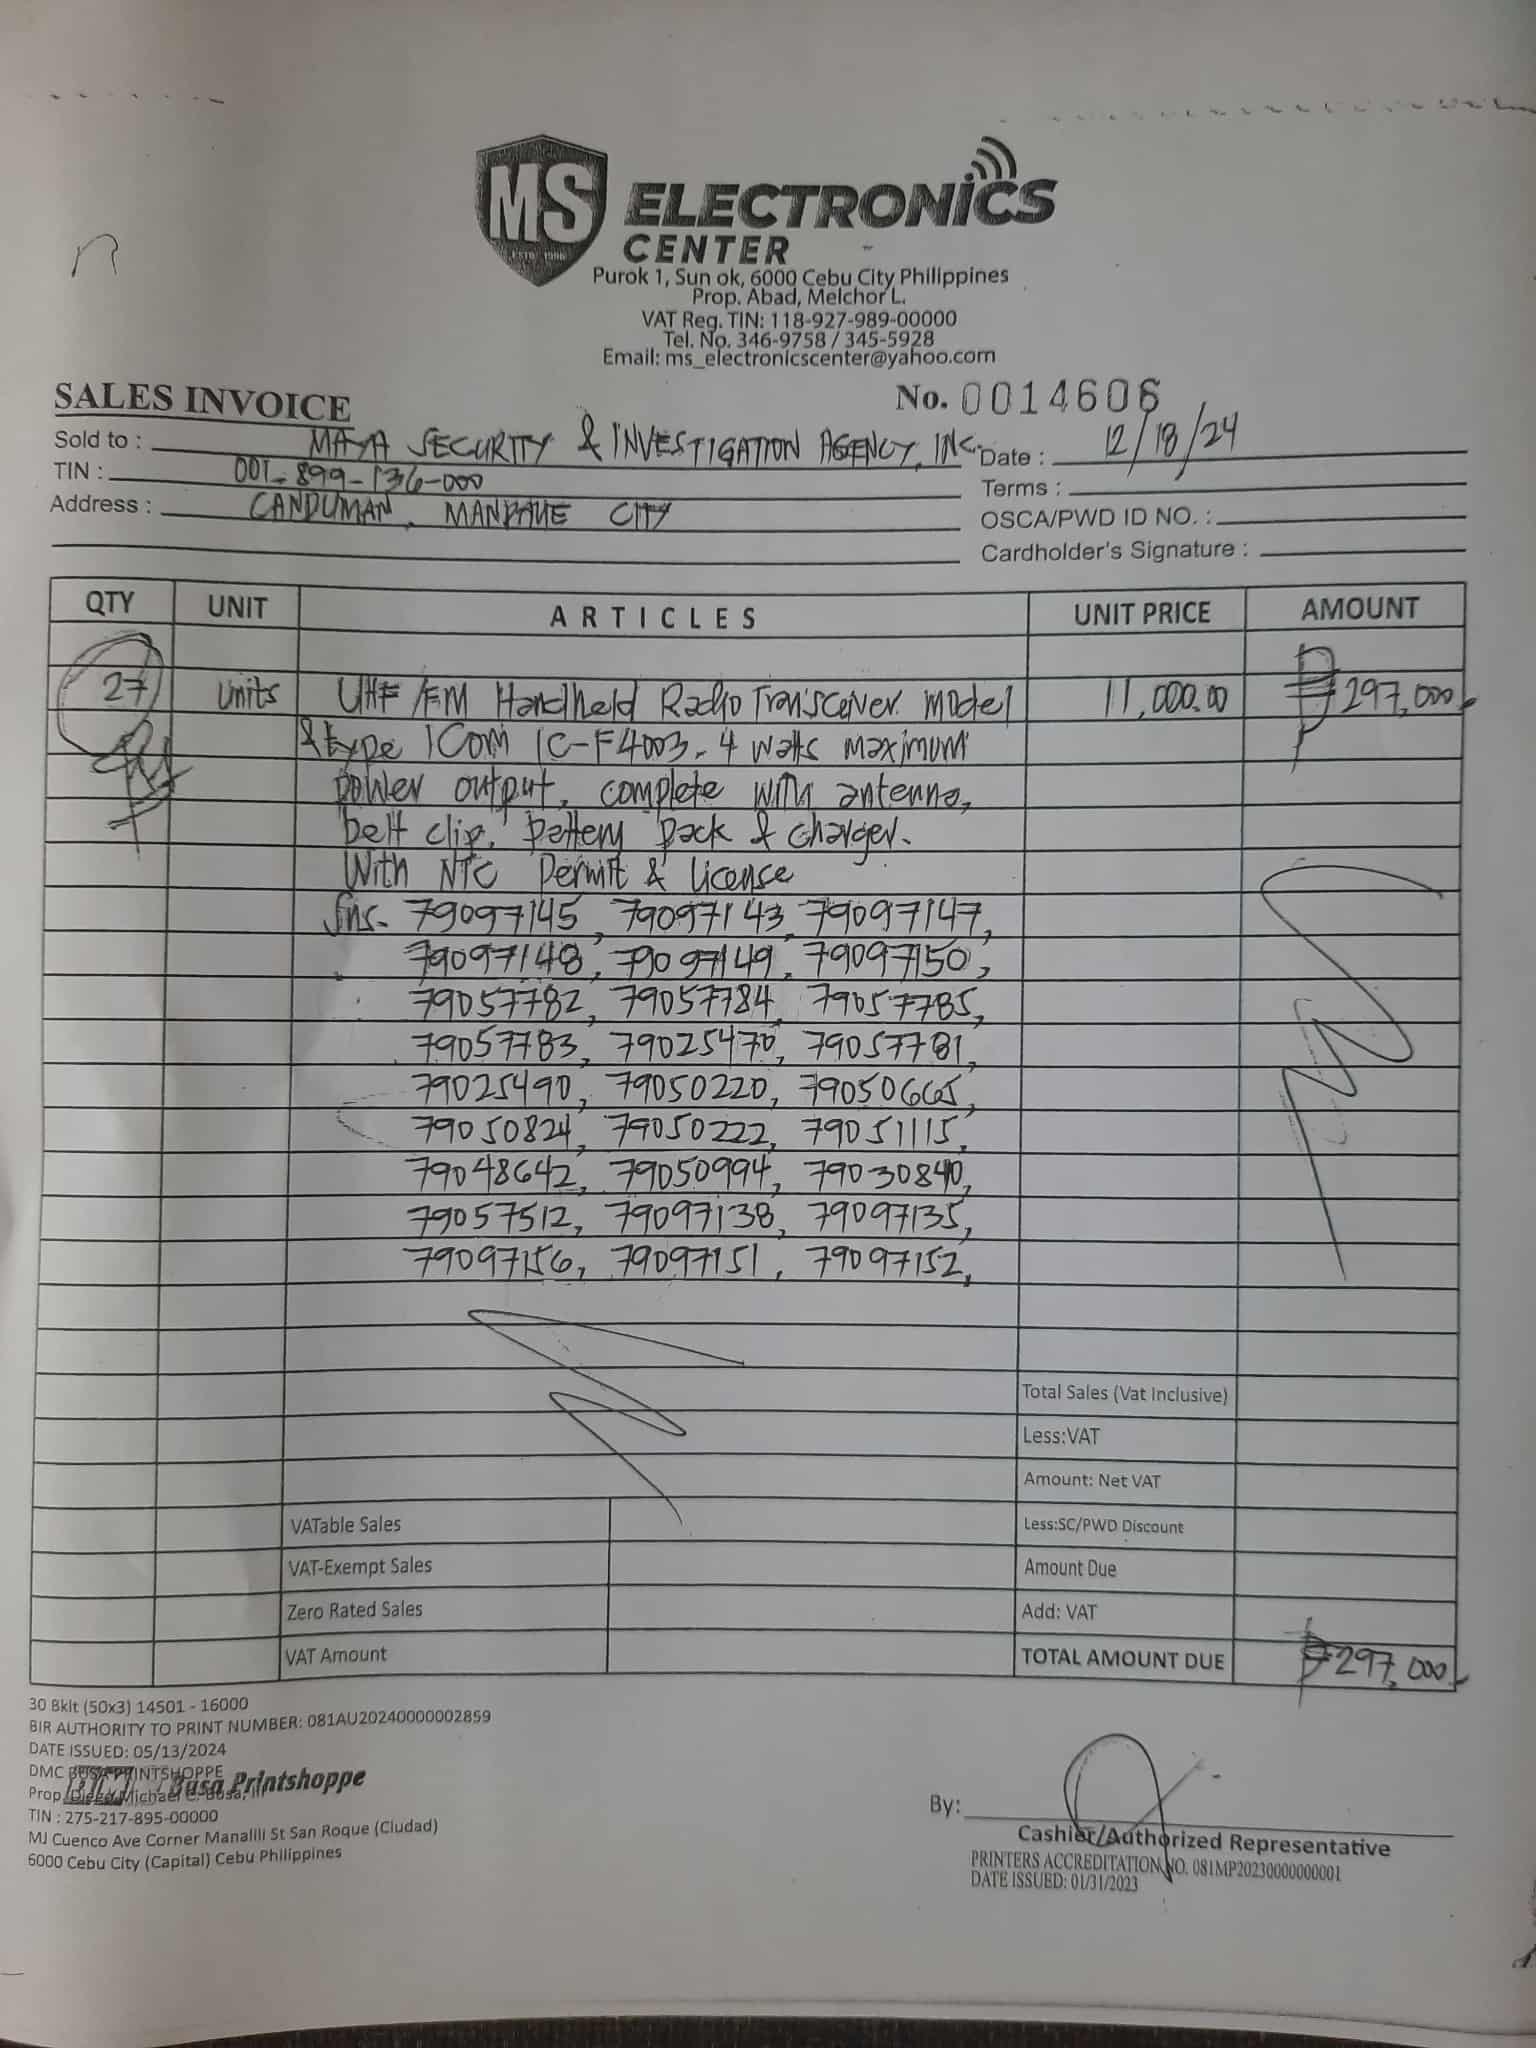 MS ELECTRONICS
CENTER
Purok 1, Sun ok, 6000 Cebu City Philippines
Prop. Abad, Melchor L.
VAT Reg. TIN: 118-927-989-00000
Tel. No. 346-9758 / 345-5928
Email: ms_electronicscenter@yahoo.com
SALES INVOICE No. 0014606
Sold to : MAYA SECURITY & INVESTIGATION AGENCY, INC. Date : 12/18/24
TIN : 001-899-136-000 Terms :
Address : CANDUMAN, MANDAUE CITY OSCA/PWD ID NO. :
Cardholder's Signature :
QTY UNIT ARTICLES UNIT PRICE AMOUNT
27 units UHF/FM Handheld Radio Transceiver Model 11,000.00 ₱297,000.-
& type ICom IC-F4003-4 watts maximum
power output, complete with antenna,
belt clip, battery pack & charger.
With NTC Permit & License
Sns. 79097145, 79097143, 79097147,
79097148, 79097149, 79097150,
79057782, 79057784, 79057785,
79057783, 79025470, 79057781,
79025490, 79050220, 79050665,
79050824, 79050222, 79051115,
79048642, 79050994, 79030840,
79057512, 79097138, 79097135,
79097156, 79097151, 79097152,
Total Sales (Vat Inclusive)
Less:VAT
Amount: Net VAT
VATable Sales Less:SC/PWD Discount
VAT-Exempt Sales Amount Due
Zero Rated Sales Add: VAT
VAT Amount TOTAL AMOUNT DUE ₱297,000.-
30 Bklt (50x3) 14501 - 16000
BIR AUTHORITY TO PRINT NUMBER: 081AU20240000002859
DATE ISSUED: 05/13/2024
DMC BUSA PRINTSHOPPE
Busa Printshoppe
Prop. Diego Michael C. Busa, III
TIN : 275-217-895-00000
MJ Cuenco Ave Corner Manalili St San Roque (Ciudad)
6000 Cebu City (Capital) Cebu Philippines
By:
Cashier/Authorized Representative
PRINTERS ACCREDITATION NO. 081MP20230000000001
DATE ISSUED: 01/31/2023